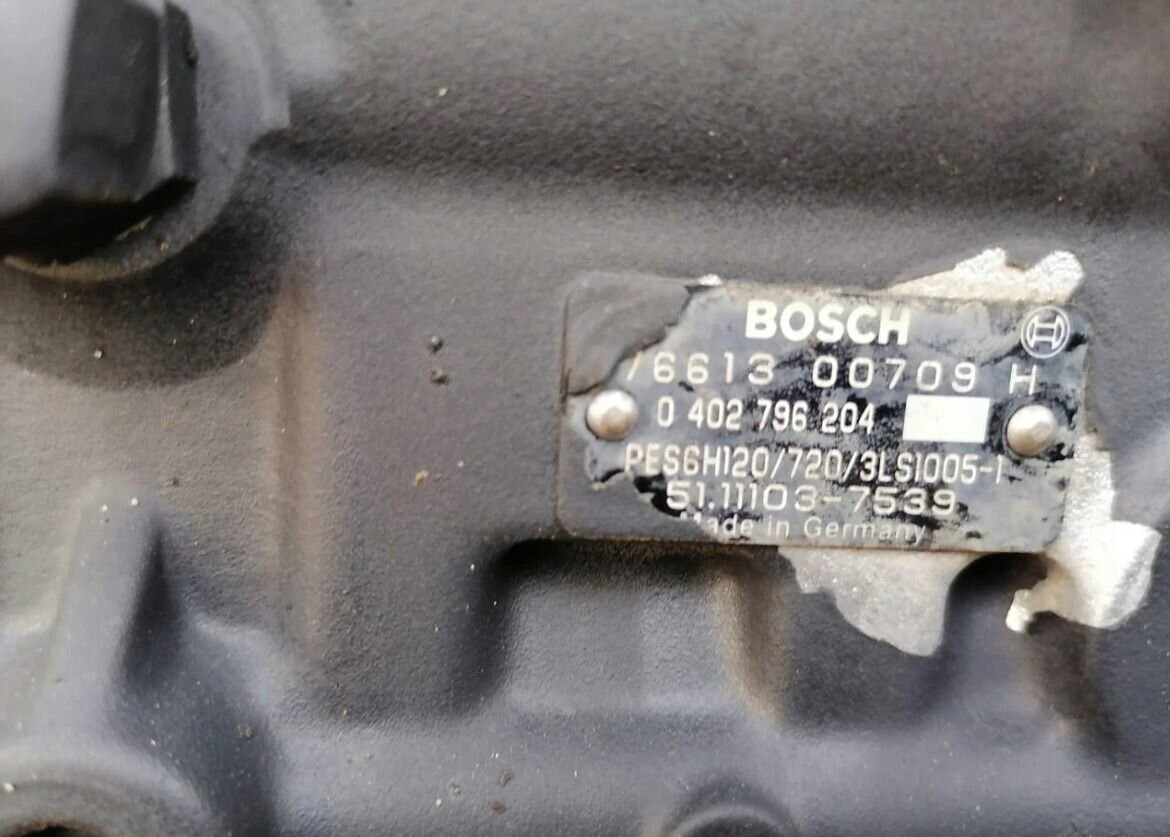 BOSCH
76613 00709 H
0 402 796 204
PES6H120/720/3LS1005-1
51.11103-7539
Made in Germany